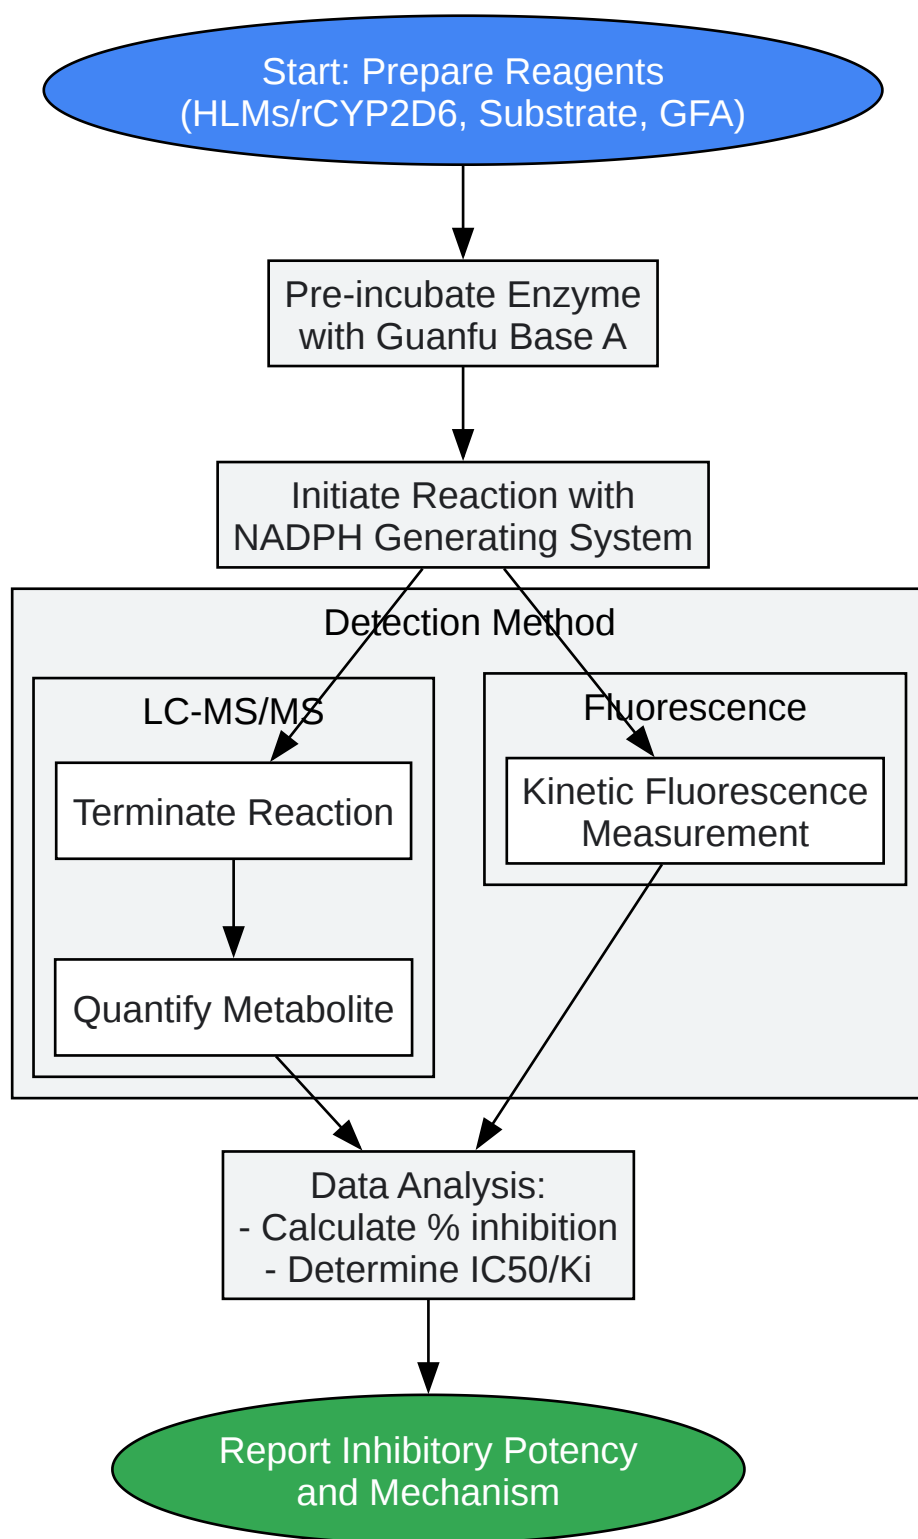 Start: Prepare Reagents
(HLMs/rCYP2D6, Substrate, GFA)
Pre-incubate Enzyme
with Guanfu Base A
Initiate Reaction with
NADPH Generating System
Detection Method
LC-MS/MS
Terminate Reaction
Quantify Metabolite
Fluorescence
Kinetic Fluorescence
Measurement
Data Analysis:
- Calculate % inhibition
- Determine IC50/Ki
Report Inhibitory Potency
and Mechanism